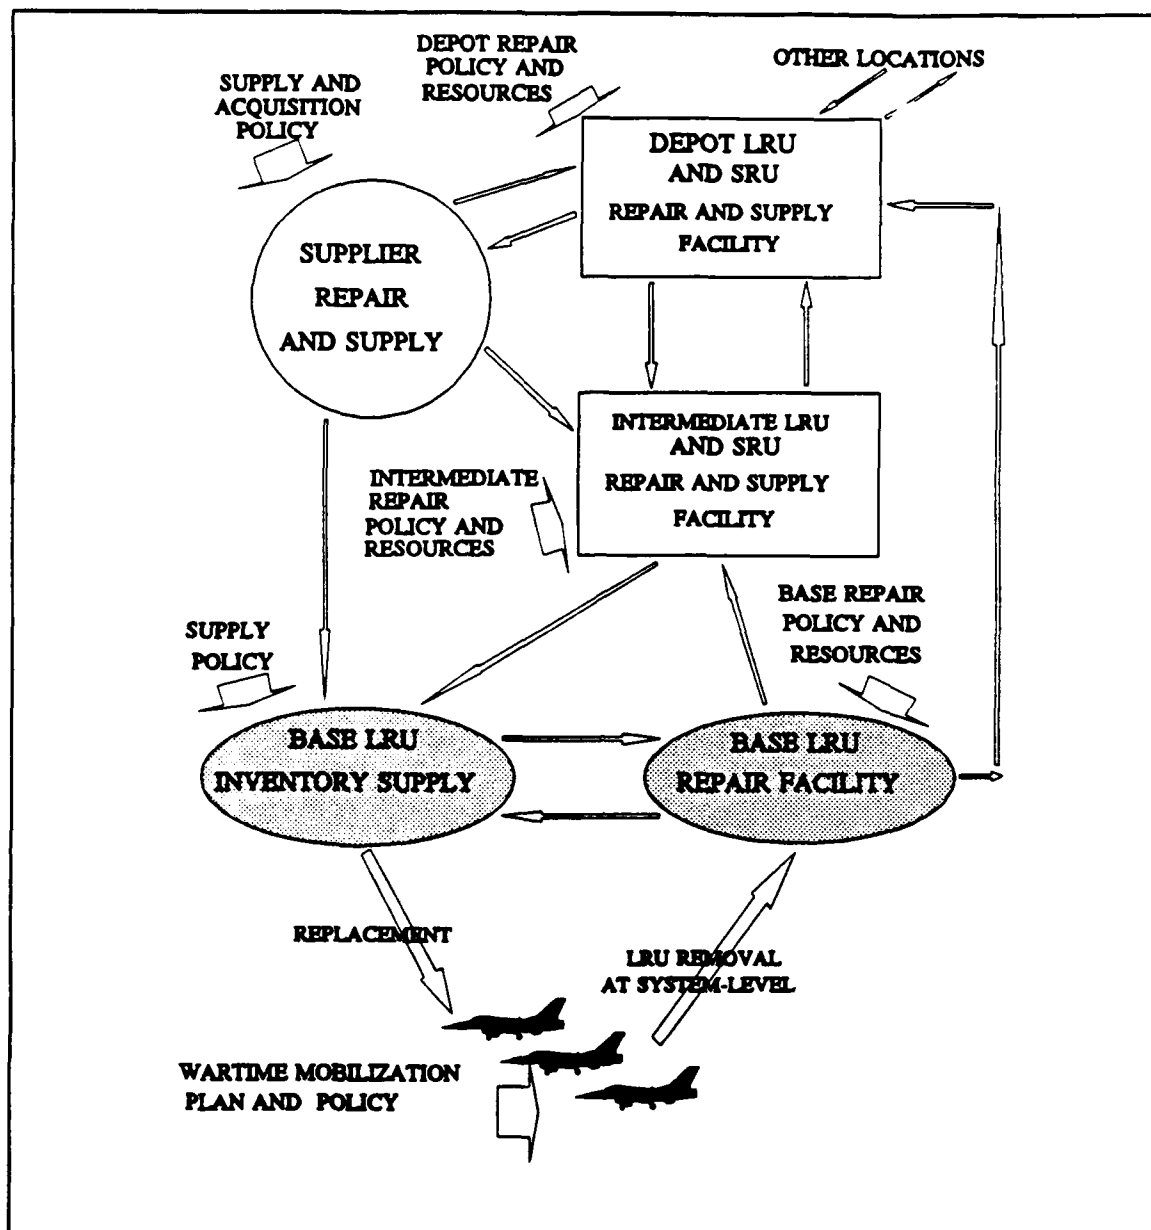 DEPOT REPAIR
POLICY AND
RESOURCES
OTHER LOCATIONS
SUPPLY AND
ACQUISITION
POLICY
DEPOT LRU
AND SRU
REPAIR AND SUPPLY
FACILITY
SUPPLIER
REPAIR
AND SUPPLY
INTERMEDIATE LRU
AND SRU
REPAIR AND SUPPLY
FACILITY
INTERMEDIATE
REPAIR
POLICY AND
RESOURCES
BASE REPAIR
POLICY AND
RESOURCES
SUPPLY
POLICY
BASE LRU
INVENTORY SUPPLY
BASE LRU
REPAIR FACILITY
REPLACEMENT
LRU REMOVAL
AT SYSTEM-LEVEL
WARTIME MOBILIZATION
PLAN AND POLICY